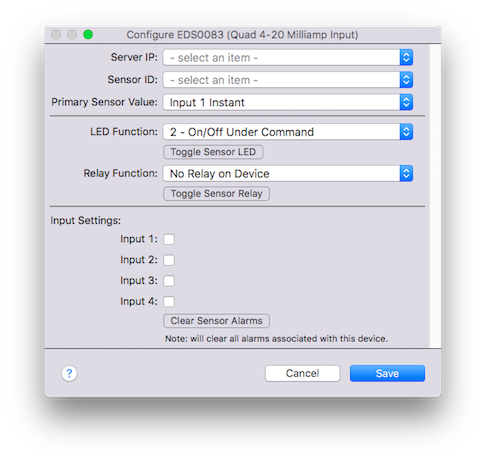 Configure EDS0083 (Quad 4-20 Milliamp Input)
Server IP: - select an item -
Sensor ID: - select an item -
Primary Sensor Value: Input 1 Instant
LED Function: 2 - On/Off Under Command
Toggle Sensor LED
Relay Function: No Relay on Device
Toggle Sensor Relay
Input Settings:
Input 1:
Input 2:
Input 3:
Input 4:
Clear Sensor Alarms
Note: will clear all alarms associated with this device.
? Cancel Save